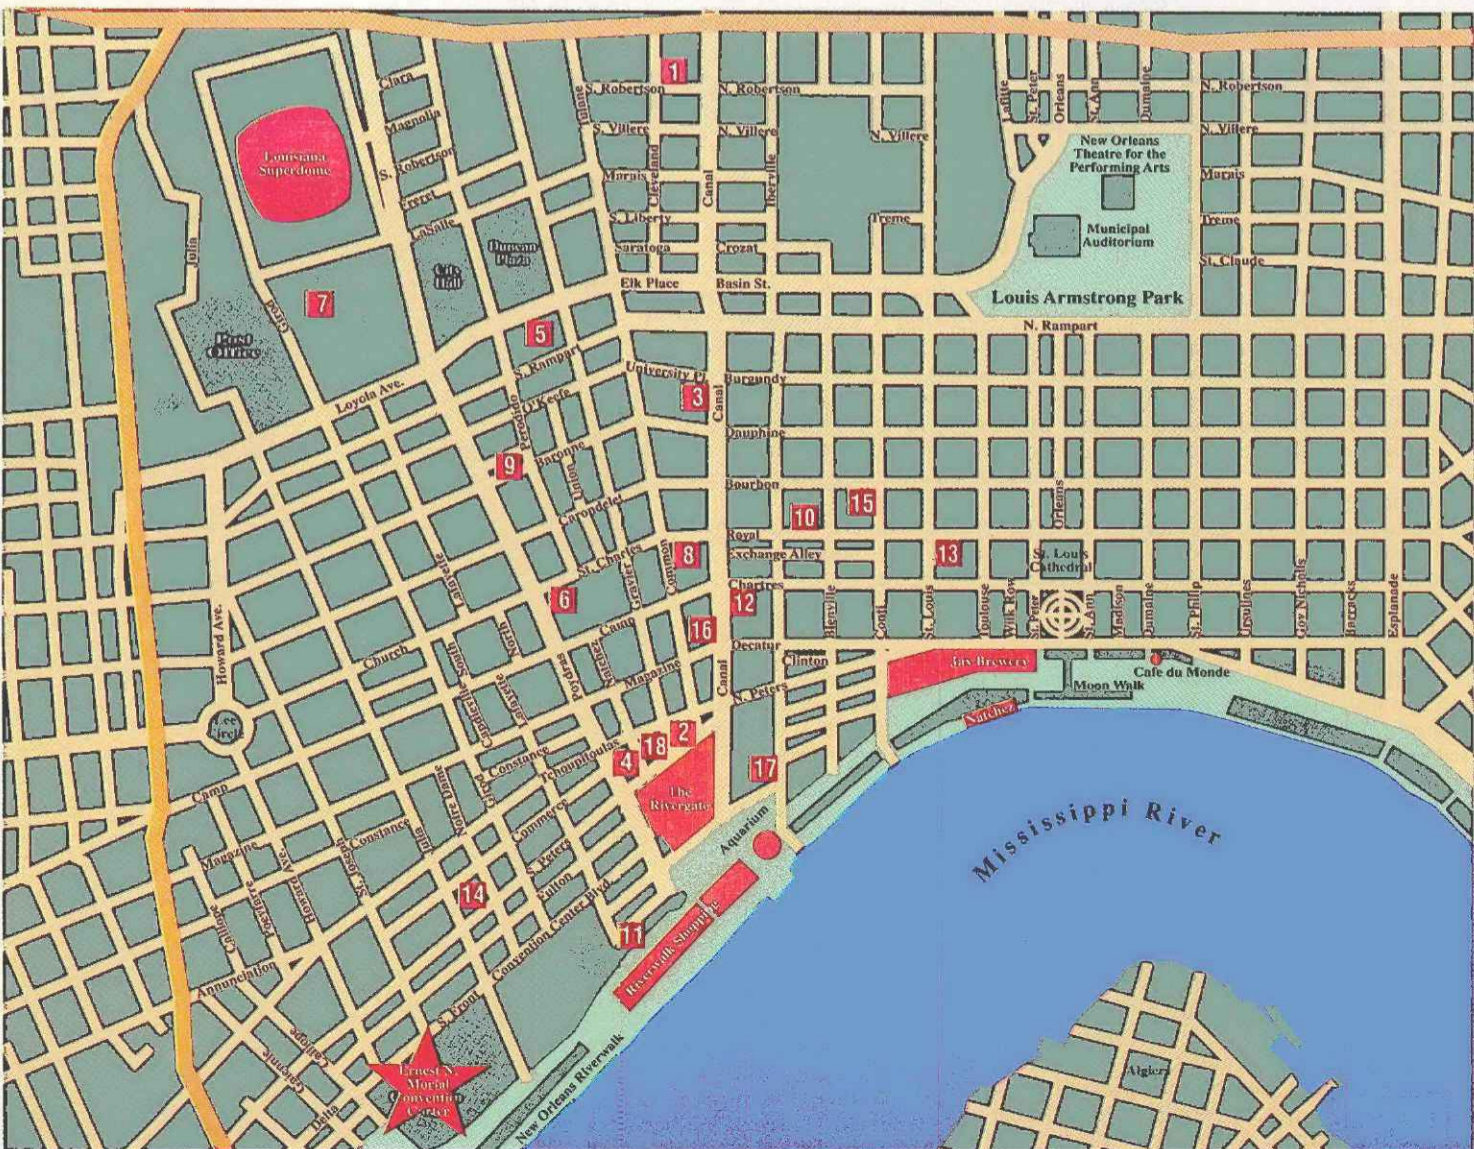 1
Clara
Magnolia
S. Robertson
Freret
LaSalle
Tulane
S. Robertson
N. Robertson
S. Villere
N. Villere
N. Villere
Marais
Cleveland
Canal
Iberville
S. Liberty
Saratoga
Crozat
Treme
Elk Place
Basin St.
Lafitte
St. Peter
Orleans
St. Ann
Dumaine
N. Robertson
N. Villere
Marais
Treme
St. Claude
New Orleans
Theatre for the
Performing Arts
Municipal
Auditorium
Louis Armstrong Park
N. Rampart
Louisiana
Superdome
Julia
Girod
City
Hall
Duncan
Plaza
7
Post
Office
5
S. Rampart
Loyola Ave.
University Pl.
3
Canal
Burgundy
O'Keefe
Perdido
Dauphine
9
Baronne
Union
Bourbon
Carondelet
10
15
Orleans
Royal
Exchange Alley
13
St. Louis
Cathedral
8
St. Charles
Common
Gravier
Lafayette
Chartres
6
12
Bienville
Conti
St. Louis
Toulouse
Wilk Row
St. Peter
St. Ann
Madison
Dumaine
St. Philip
Ursulines
Gov Nicholls
Barracks
Esplanade
Howard Ave.
Church
North
Camp
16
Decatur
Clinton
Jax Brewery
Cafe du Monde
Moon Walk
Natchez
Poydras
Natchez
Magazine
Canal
N. Peters
Lafayette
Capdeville South
Lee
Circle
2
18
4
17
The
Rivergate
Constance
Tchoupitoulas
Girod
Notre Dame
Camp
Magazine
Constance
Julia
St. Joseph
Commerce
S. Peters
Fulton
Convention Center Blvd.
Aquarium
Mississippi River
14
Howard Ave.
Poeyfarre
Calliope
11
Riverwalk Shopping
Annunciation
S. Front
Calliope
Gaiennie
Delta
Ernest N.
Morial
Convention
Center
New Orleans Riverwalk
Algiers